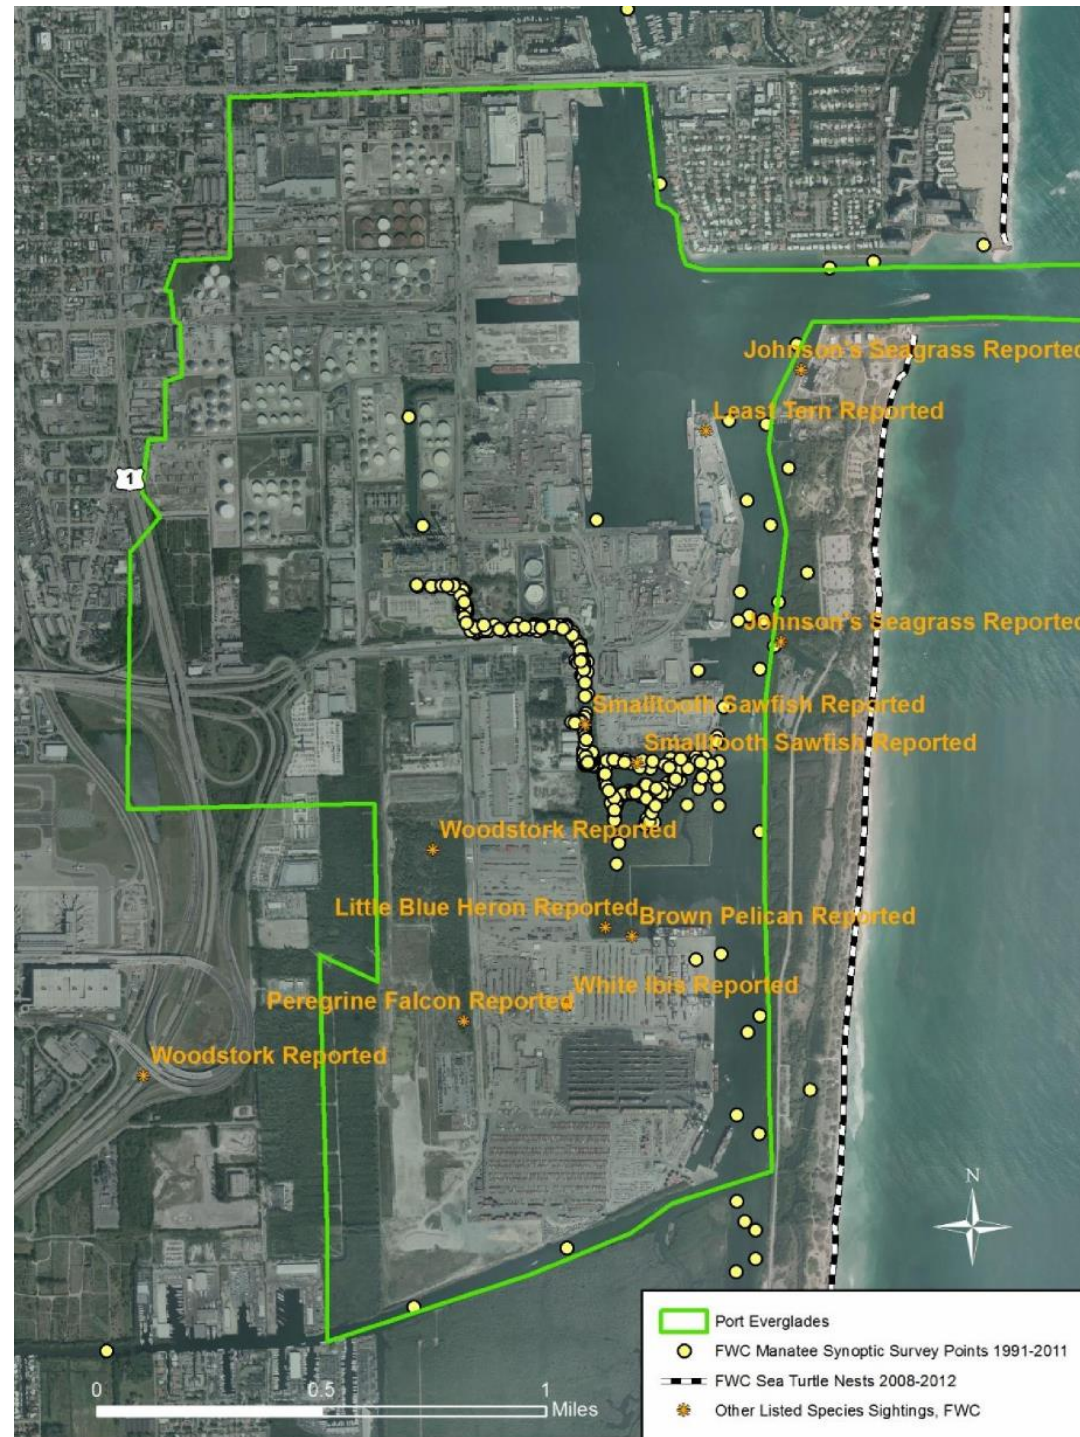 Johnson's Seagrass Reported
Least Tern Reported
1
Johnson's Seagrass Reported
Smalltooth Sawfish Reported
Smalltooth Sawfish Reported
Woodstork Reported
Little Blue Heron Reported
Brown Pelican Reported
White Ibis Reported
Peregrine Falcon Reported
Woodstork Reported
N
Port Everglades
FWC Manatee Synoptic Survey Points 1991-2011
FWC Sea Turtle Nests 2008-2012
Other Listed Species Sightings, FWC
0 0.5 1
Miles